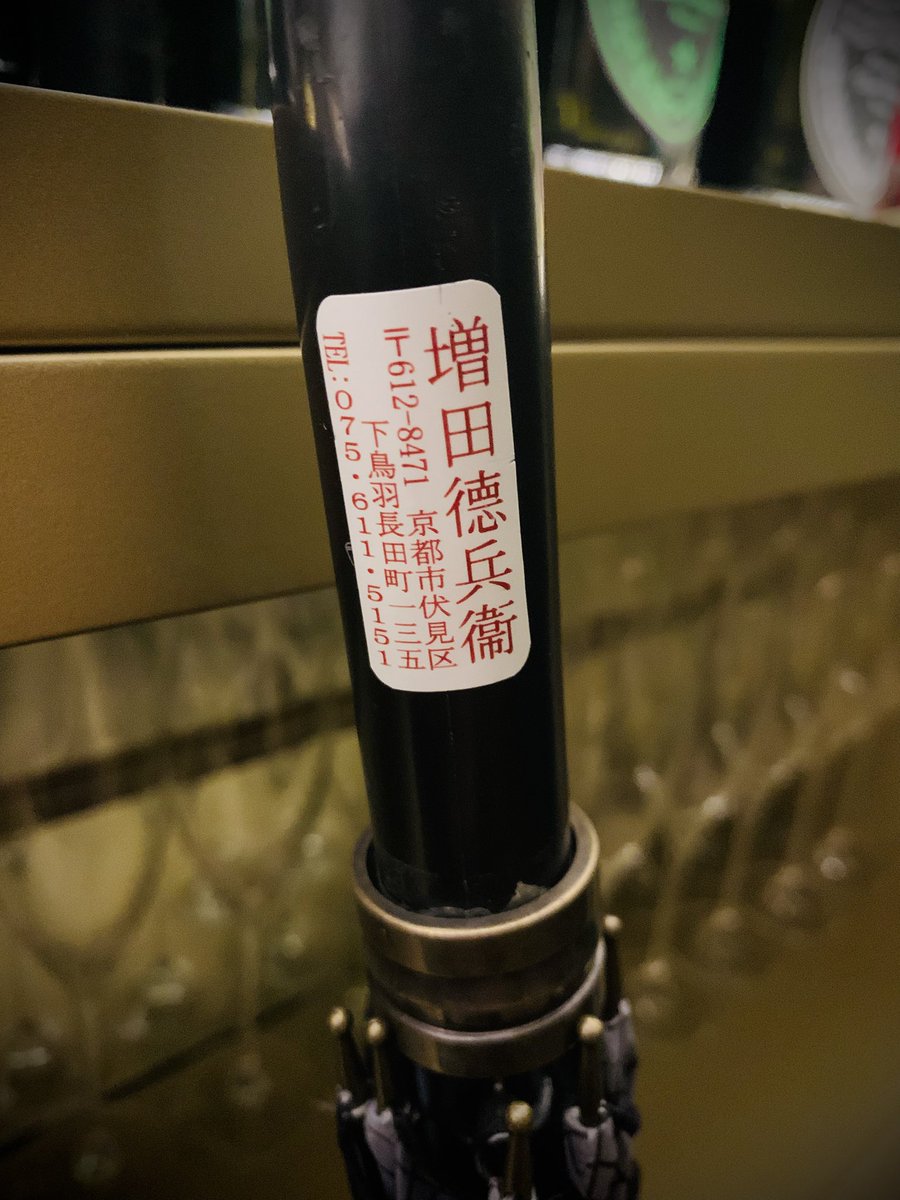 増田德兵衞
〒612-8471 京都市伏見区
下鳥羽長田町一三五
TEL:075.611.5151